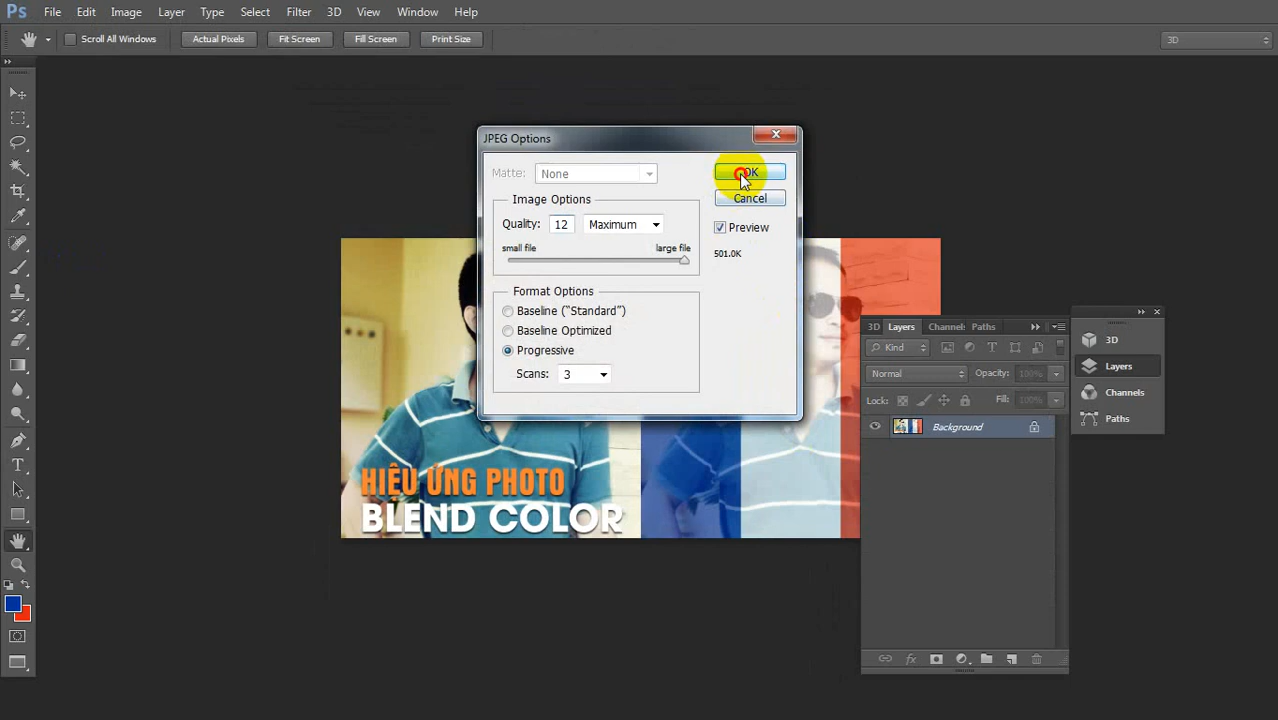 Ps File Edit Image Layer Type Select Filter 3D View Window Help
Scroll All Windows Actual Pixels Fit Screen Fill Screen Print Size 3D
JPEG Options
Matte: None
OK
Image Options
Cancel
Quality: 12 Maximum
Preview
small file large file
501.0K
Format Options
Baseline ("Standard")
Baseline Optimized
Progressive
Scans: 3
3D Layers Channel: Paths
Kind
Normal Opacity: 100%
Lock: Fill: 100%
Background
3D
Layers
Channels
Paths
HIỆU ỨNG PHOTO
BLEND COLOR